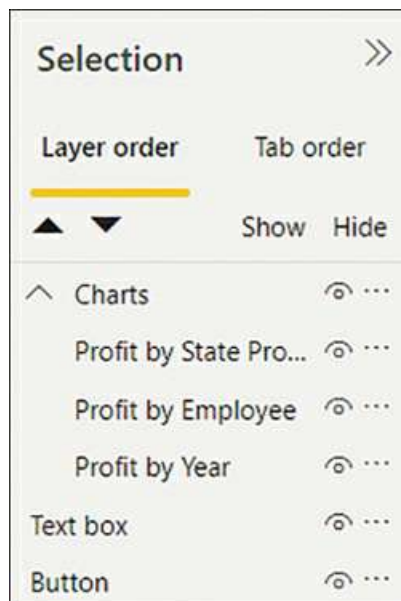 Selection
Layer order Tab order
Show Hide
Charts
Profit by State Pro...
Profit by Employee
Profit by Year
Text box
Button